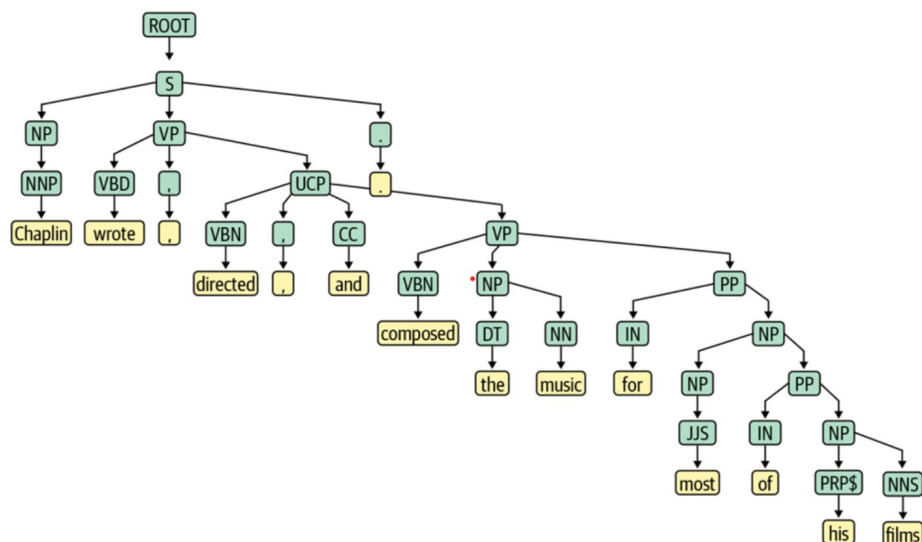 ROOT
S
NP VP .
NNP VBD , UCP .
Chaplin wrote , VBN , CC VP
directed , and VBN NP PP
composed DT NN IN NP
the music for NP PP
JJS IN NP
most of PRP$ NNS
his films